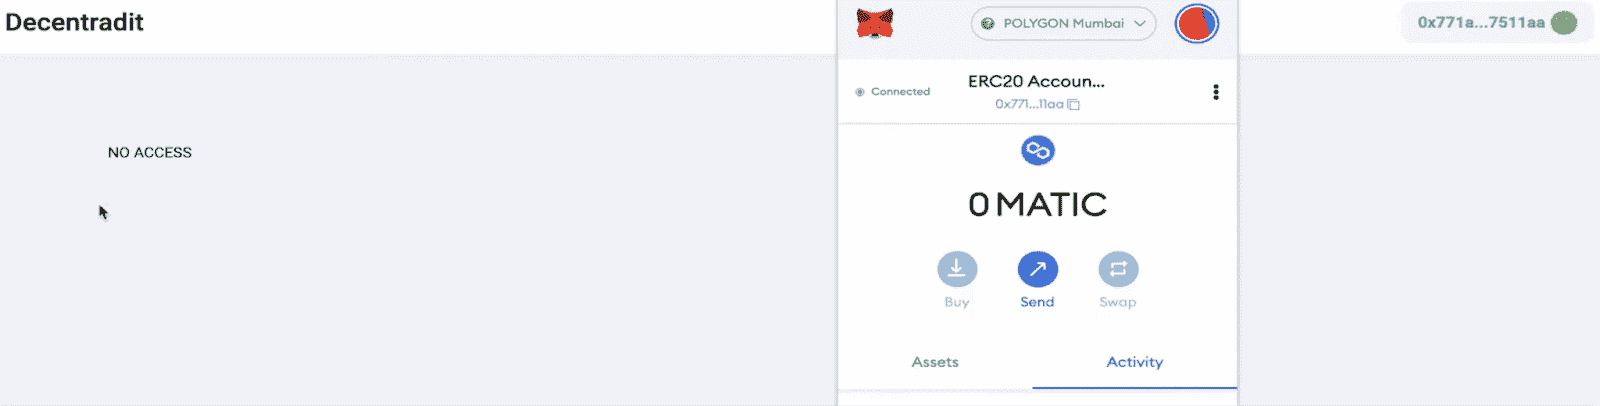 Decentradit
POLYGON Mumbai
0x771a...7511aa
Connected
ERC20 Accoun...
0x771...11aa
NO ACCESS
0 MATIC
Buy
Send
Swap
Assets
Activity